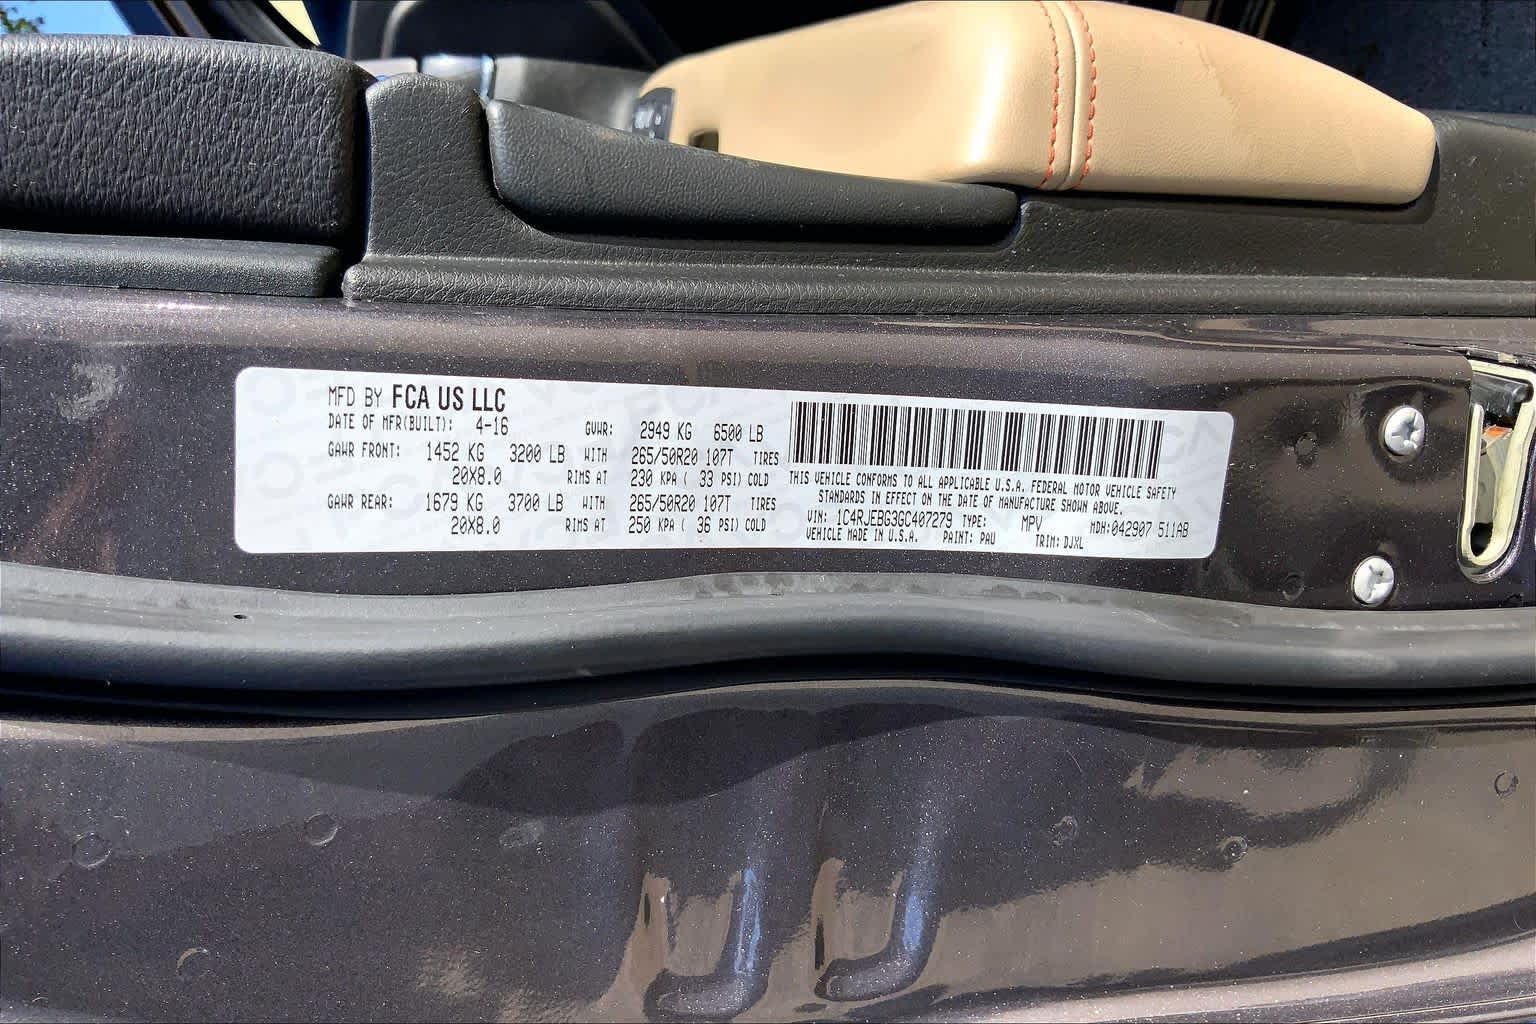 MFD BY FCA US LLC
DATE OF MFR(BUILT): 4-16 GVWR: 2949 KG 6500 LB
GAWR FRONT: 1452 KG 3200 LB WITH 265/50R20 107T TIRES
20X8.0 RIMS AT 230 KPA ( 33 PSI) COLD
GAWR REAR: 1679 KG 3700 LB WITH 265/50R20 107T TIRES
20X8.0 RIMS AT 250 KPA ( 36 PSI) COLD
THIS VEHICLE CONFORMS TO ALL APPLICABLE U.S.A. FEDERAL MOTOR VEHICLE SAFETY
STANDARDS IN EFFECT ON THE DATE OF MANUFACTURE SHOWN ABOVE.
VIN: 1C4RJEBG3GC407279 TYPE: MPV MDH:042907 511AB
VEHICLE MADE IN U.S.A. PAINT: PAU TRIM: DJXL